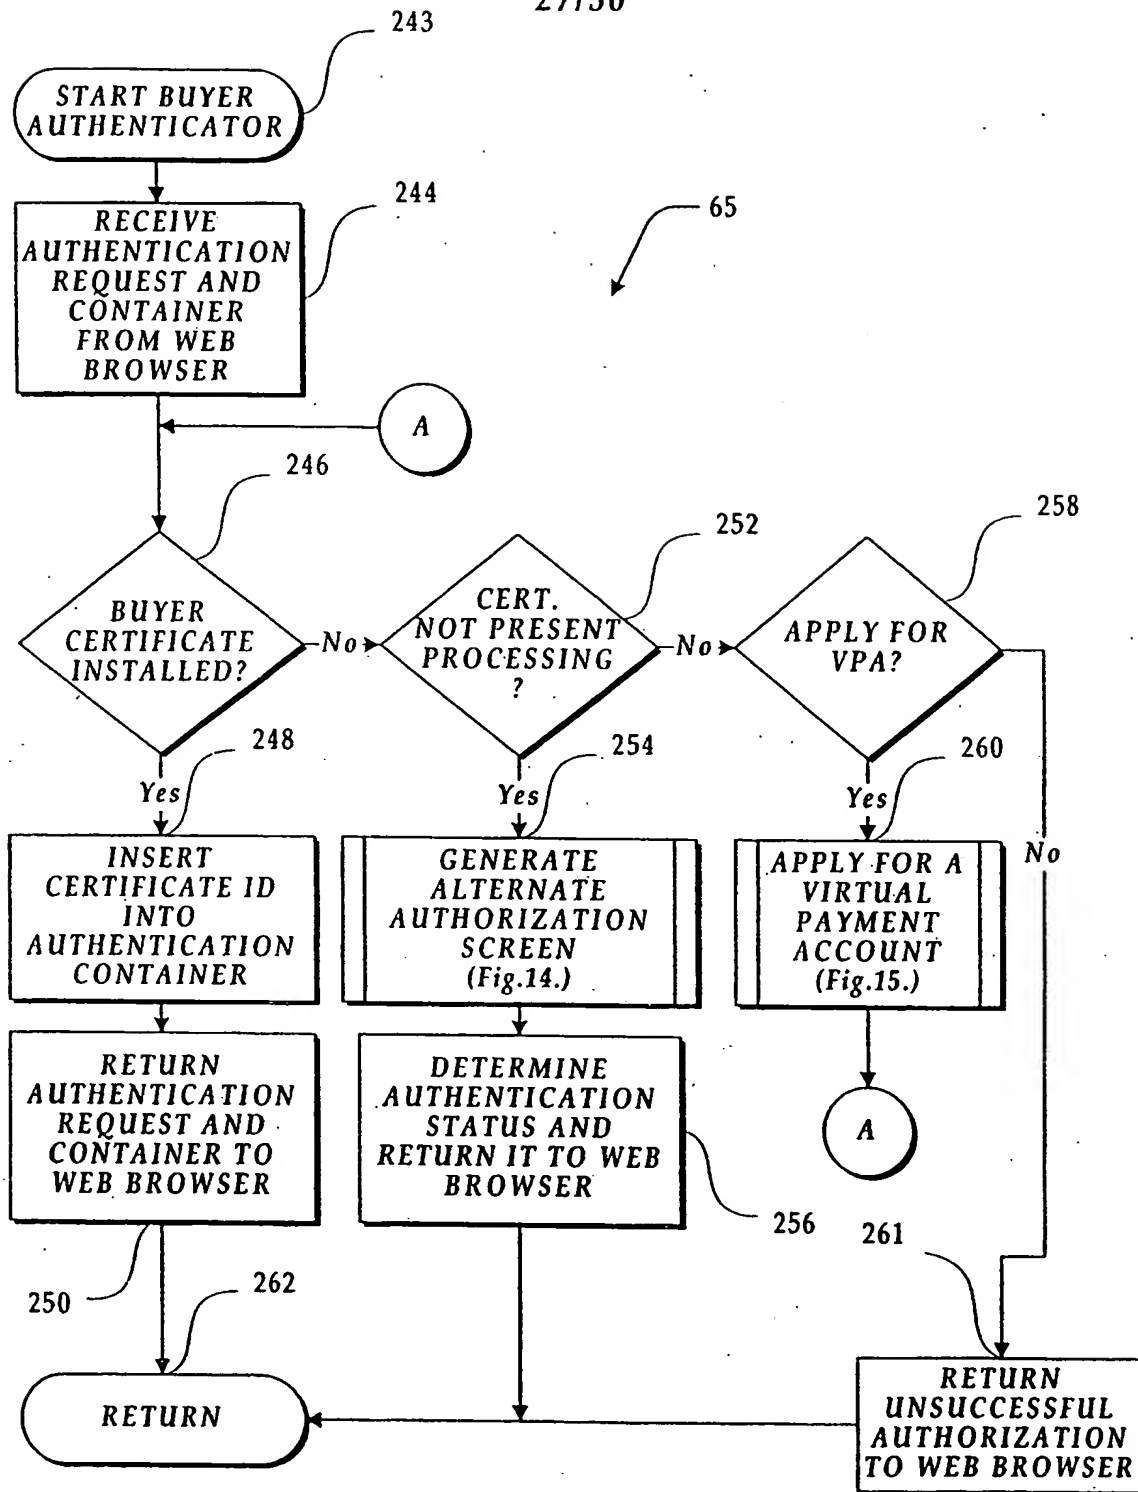 243
START BUYER
AUTHENTICATOR
244
RECEIVE
AUTHENTICATION
REQUEST AND
CONTAINER
FROM WEB
BROWSER
65
A
246
BUYER
CERTIFICATE
INSTALLED?
No
252
CERT.
NOT PRESENT
PROCESSING
?
No
258
APPLY FOR
VPA?
No
Yes
248
INSERT
CERTIFICATE ID
INTO
AUTHENTICATION
CONTAINER
Yes
254
GENERATE
ALTERNATE
AUTHORIZATION
SCREEN
(Fig.14.)
Yes
260
APPLY FOR A
VIRTUAL
PAYMENT
ACCOUNT
(Fig.15.)
RETURN
AUTHENTICATION
REQUEST AND
CONTAINER TO
WEB BROWSER
250
DETERMINE
AUTHENTICATION
STATUS AND
RETURN IT TO WEB
BROWSER
256
A
261
262
RETURN
RETURN
UNSUCCESSFUL
AUTHORIZATION
TO WEB BROWSER